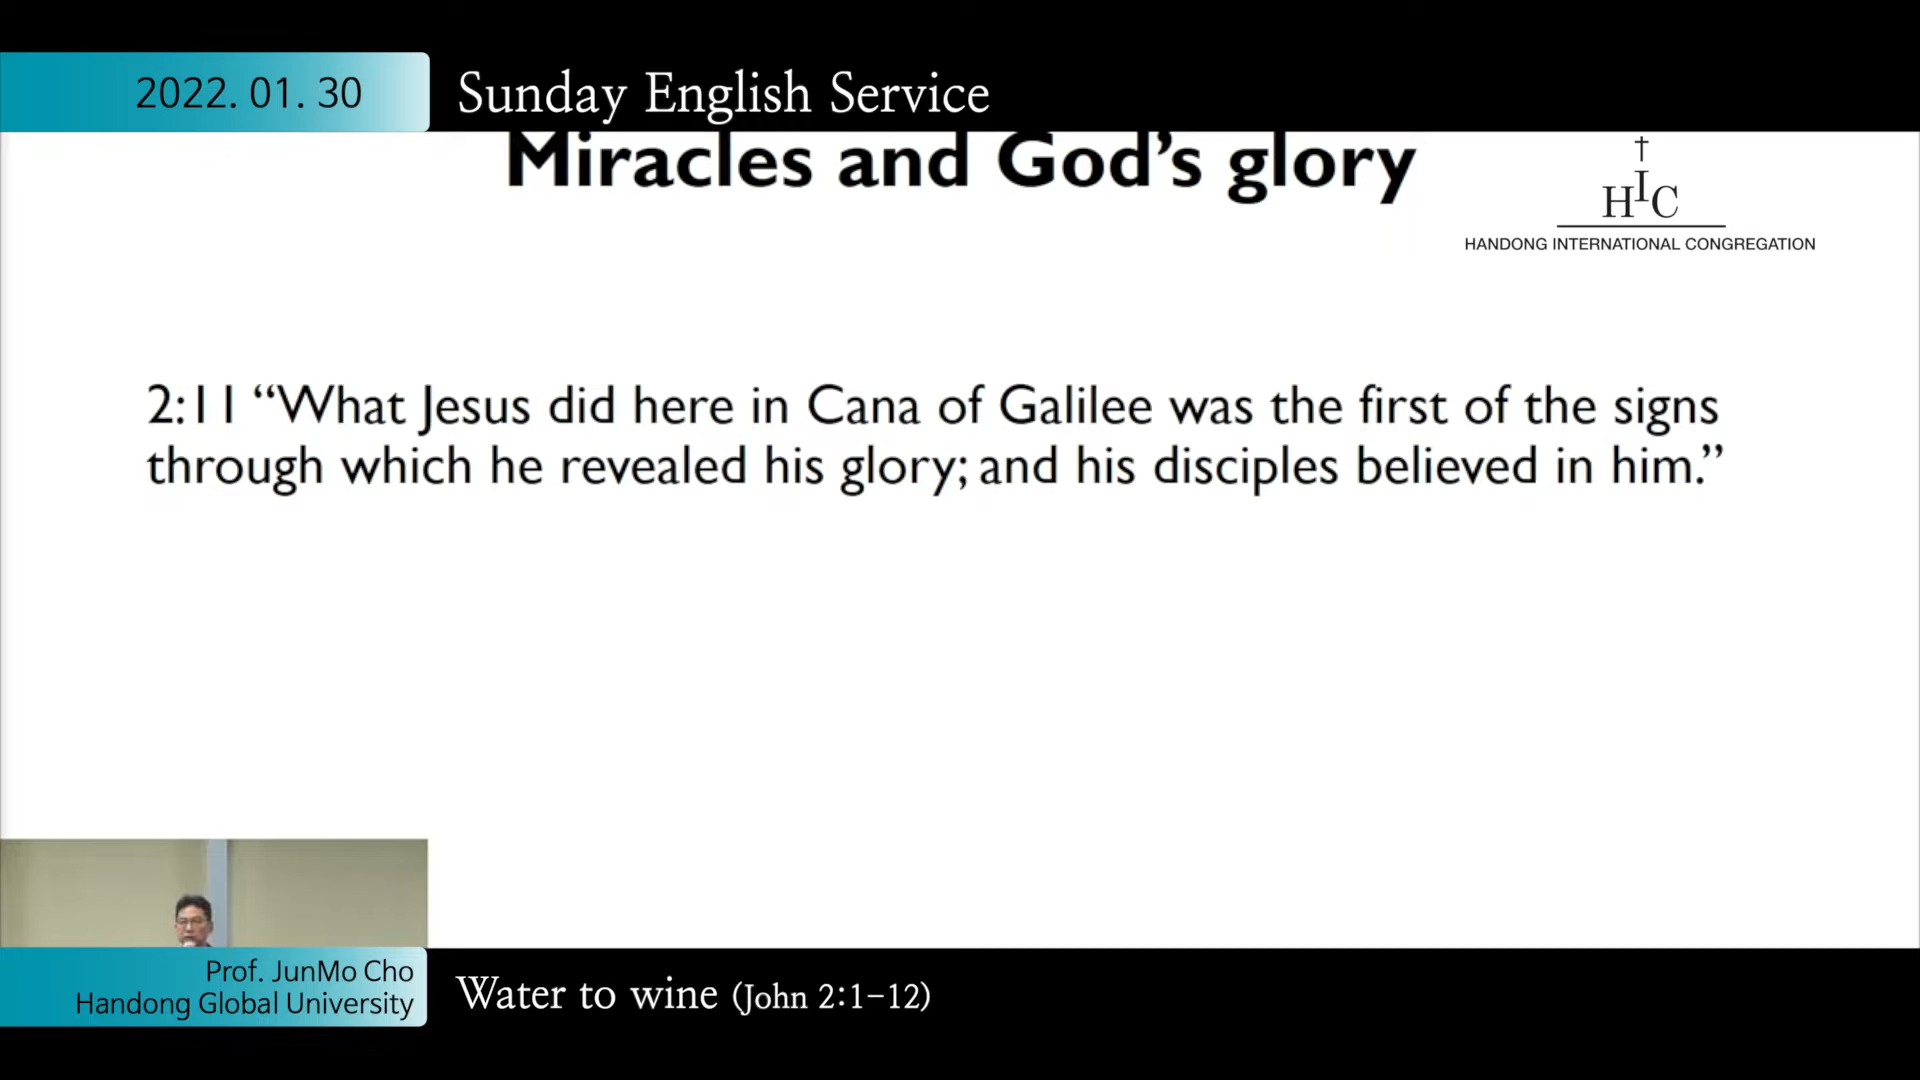 2022. 01. 30
Sunday English Service
Miracles and God's glory
†
HIC
HANDONG INTERNATIONAL CONGREGATION
2:11 “What Jesus did here in Cana of Galilee was the first of the signs
through which he revealed his glory; and his disciples believed in him.”
Prof. JunMo Cho
Handong Global University
Water to wine (John 2:1-12)